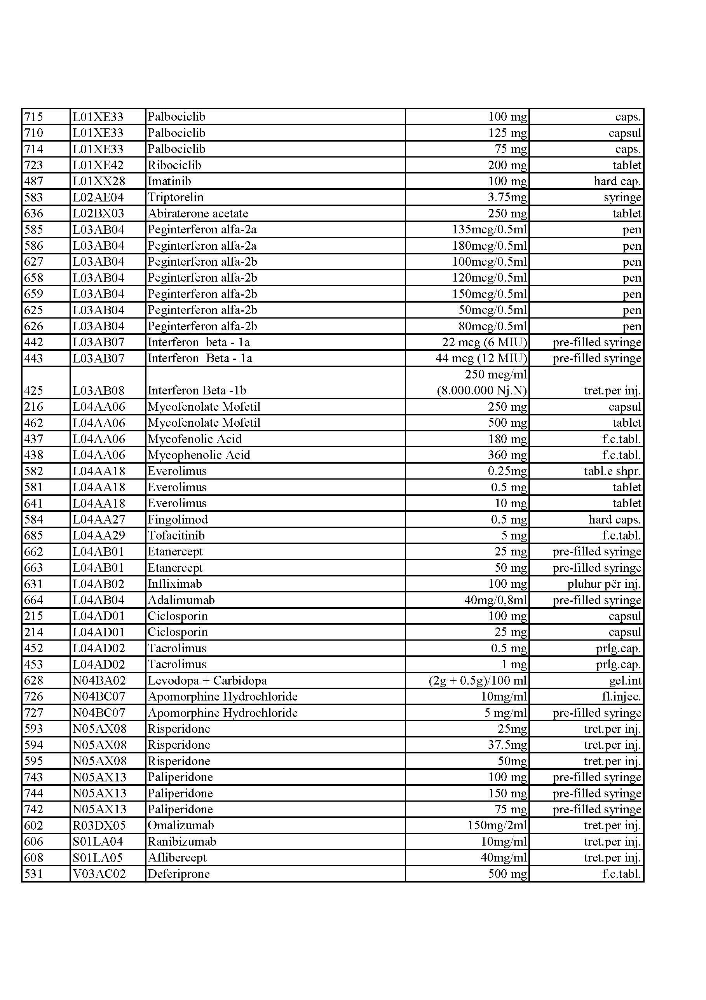 715 L01XE33 Palbociclib 100 mg caps.
710 L01XE33 Palbociclib 125 mg capsul
714 L01XE33 Palbociclib 75 mg caps.
723 L01XE42 Ribociclib 200 mg tablet
487 L01XX28 Imatinib 100 mg hard cap.
583 L02AE04 Triptorelin 3.75mg syringe
636 L02BX03 Abiraterone acetate 250 mg tablet
585 L03AB04 Peginterferon alfa-2a 135mcg/0.5ml pen
586 L03AB04 Peginterferon alfa-2a 180mcg/0.5ml pen
627 L03AB04 Peginterferon alfa-2b 100mcg/0.5ml pen
658 L03AB04 Peginterferon alfa-2b 120mcg/0.5ml pen
659 L03AB04 Peginterferon alfa-2b 150mcg/0.5ml pen
625 L03AB04 Peginterferon alfa-2b 50mcg/0.5ml pen
626 L03AB04 Peginterferon alfa-2b 80mcg/0.5ml pen
442 L03AB07 Interferon beta - 1a 22 mcg (6 MIU) pre-filled syringe
443 L03AB07 Interferon Beta - 1a 44 mcg (12 MIU) pre-filled syringe
250 mcg/ml
425 L03AB08 Interferon Beta -1b (8.000.000 Nj.N) tret.per inj.
216 L04AA06 Mycofenolate Mofetil 250 mg capsul
462 L04AA06 Mycofenolate Mofetil 500 mg tablet
437 L04AA06 Mycofenolic Acid 180 mg f.c.tabl.
438 L04AA06 Mycophenolic Acid 360 mg f.c.tabl.
582 L04AA18 Everolimus 0.25mg tabl.e shpr.
581 L04AA18 Everolimus 0.5 mg tablet
641 L04AA18 Everolimus 10 mg tablet
584 L04AA27 Fingolimod 0.5 mg hard caps.
685 L04AA29 Tofacitinib 5 mg f.c.tabl.
662 L04AB01 Etanercept 25 mg pre-filled syringe
663 L04AB01 Etanercept 50 mg pre-filled syringe
631 L04AB02 Infliximab 100 mg pluhur për inj.
664 L04AB04 Adalimumab 40mg/0,8ml pre-filled syringe
215 L04AD01 Ciclosporin 100 mg capsul
214 L04AD01 Ciclosporin 25 mg capsul
452 L04AD02 Tacrolimus 0.5 mg prlg.cap.
453 L04AD02 Tacrolimus 1 mg prlg.cap.
628 N04BA02 Levodopa + Carbidopa (2g + 0.5g)/100 ml gel.int
726 N04BC07 Apomorphine Hydrochloride 10mg/ml fl.injec.
727 N04BC07 Apomorphine Hydrochloride 5 mg/ml pre-filled syringe
593 N05AX08 Risperidone 25mg tret.per inj.
594 N05AX08 Risperidone 37.5mg tret.per inj.
595 N05AX08 Risperidone 50mg tret.per inj.
743 N05AX13 Paliperidone 100 mg pre-filled syringe
744 N05AX13 Paliperidone 150 mg pre-filled syringe
742 N05AX13 Paliperidone 75 mg pre-filled syringe
602 R03DX05 Omalizumab 150mg/2ml tret.per inj.
606 S01LA04 Ranibizumab 10mg/ml tret.per inj.
608 S01LA05 Aflibercept 40mg/ml tret.per inj.
531 V03AC02 Deferiprone 500 mg f.c.tabl.